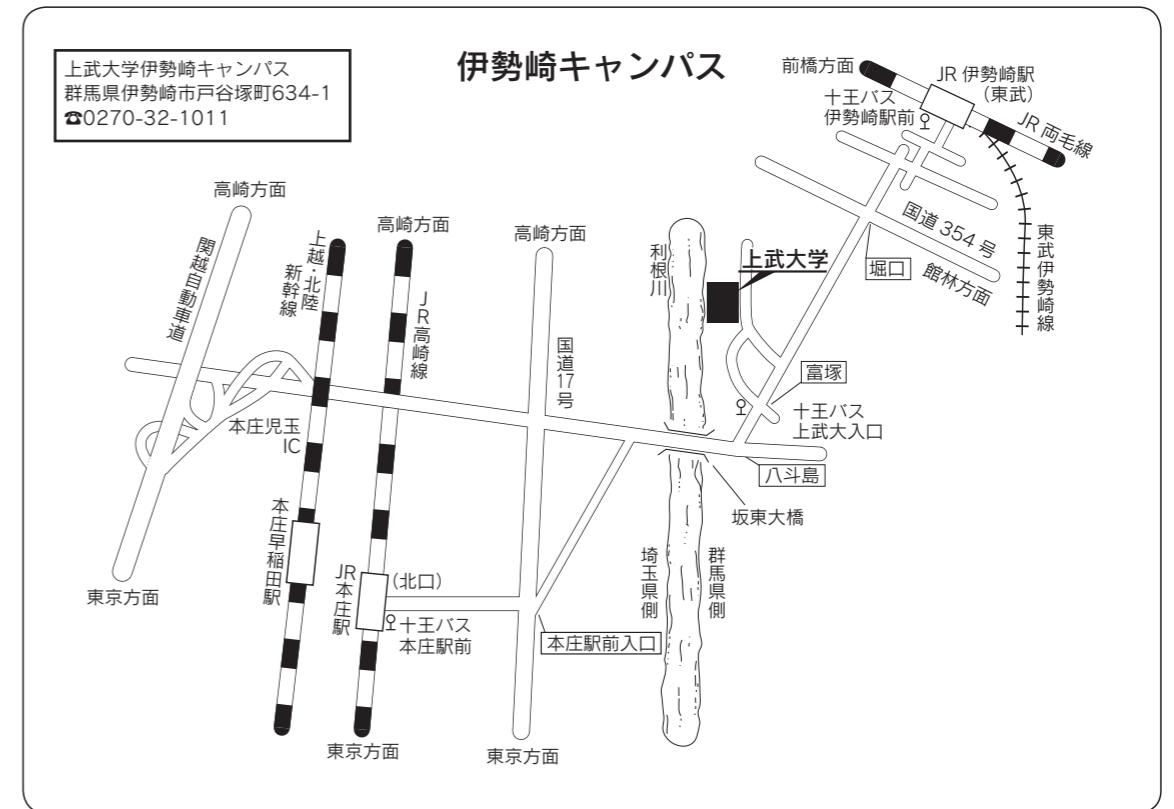 伊勢崎キャンパス
上武大学伊勢崎キャンパス
群馬県伊勢崎市戸谷塚町634-1
☎0270-32-1011
前橋方面
JR 伊勢崎駅
（東武）
十王バス
伊勢崎駅前
JR 両毛線
高崎方面
関越自動車道
上越・北陸
新幹線
高崎方面
JR高崎線
高崎方面
国道17号
利根川
上武大学
国道 354 号
堀口
館林方面
東武伊勢崎線
富塚
十王バス
上武大入口
本庄児玉
IC
八斗島
坂東大橋
本庄早稲田駅
JR本庄駅
(北口)
十王バス
本庄駅前
本庄駅前入口
埼玉県側
群馬県側
東京方面
東京方面
東京方面